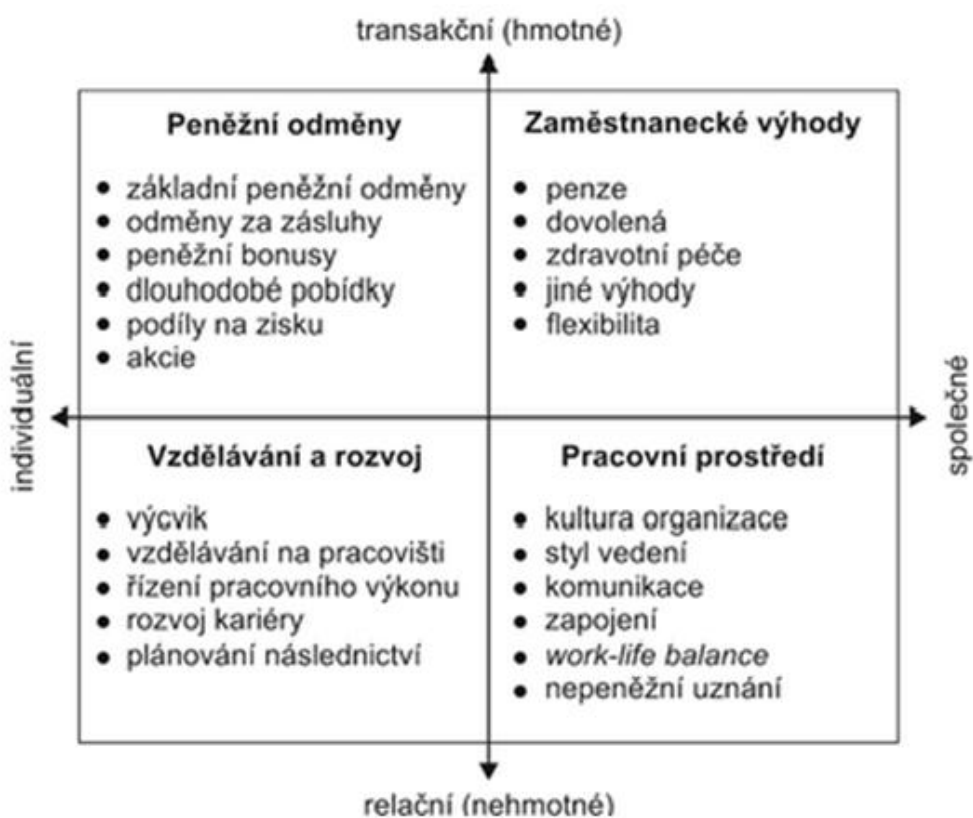 transakční (hmotné)
Peněžní odměny
• základní peněžní odměny
• odměny za zásluhy
• peněžní bonusy
• dlouhodobé pobídky
• podíly na zisku
• akcie
Zaměstnanecké výhody
• penze
• dovolená
• zdravotní péče
• jiné výhody
• flexibilita
individuální
společné
Vzdělávání a rozvoj
• výcvik
• vzdělávání na pracovišti
• řízení pracovního výkonu
• rozvoj kariéry
• plánování následnictví
Pracovní prostředí
• kultura organizace
• styl vedení
• komunikace
• zapojení
• work-life balance
• nepeněžní uznání
relační (nehmotné)